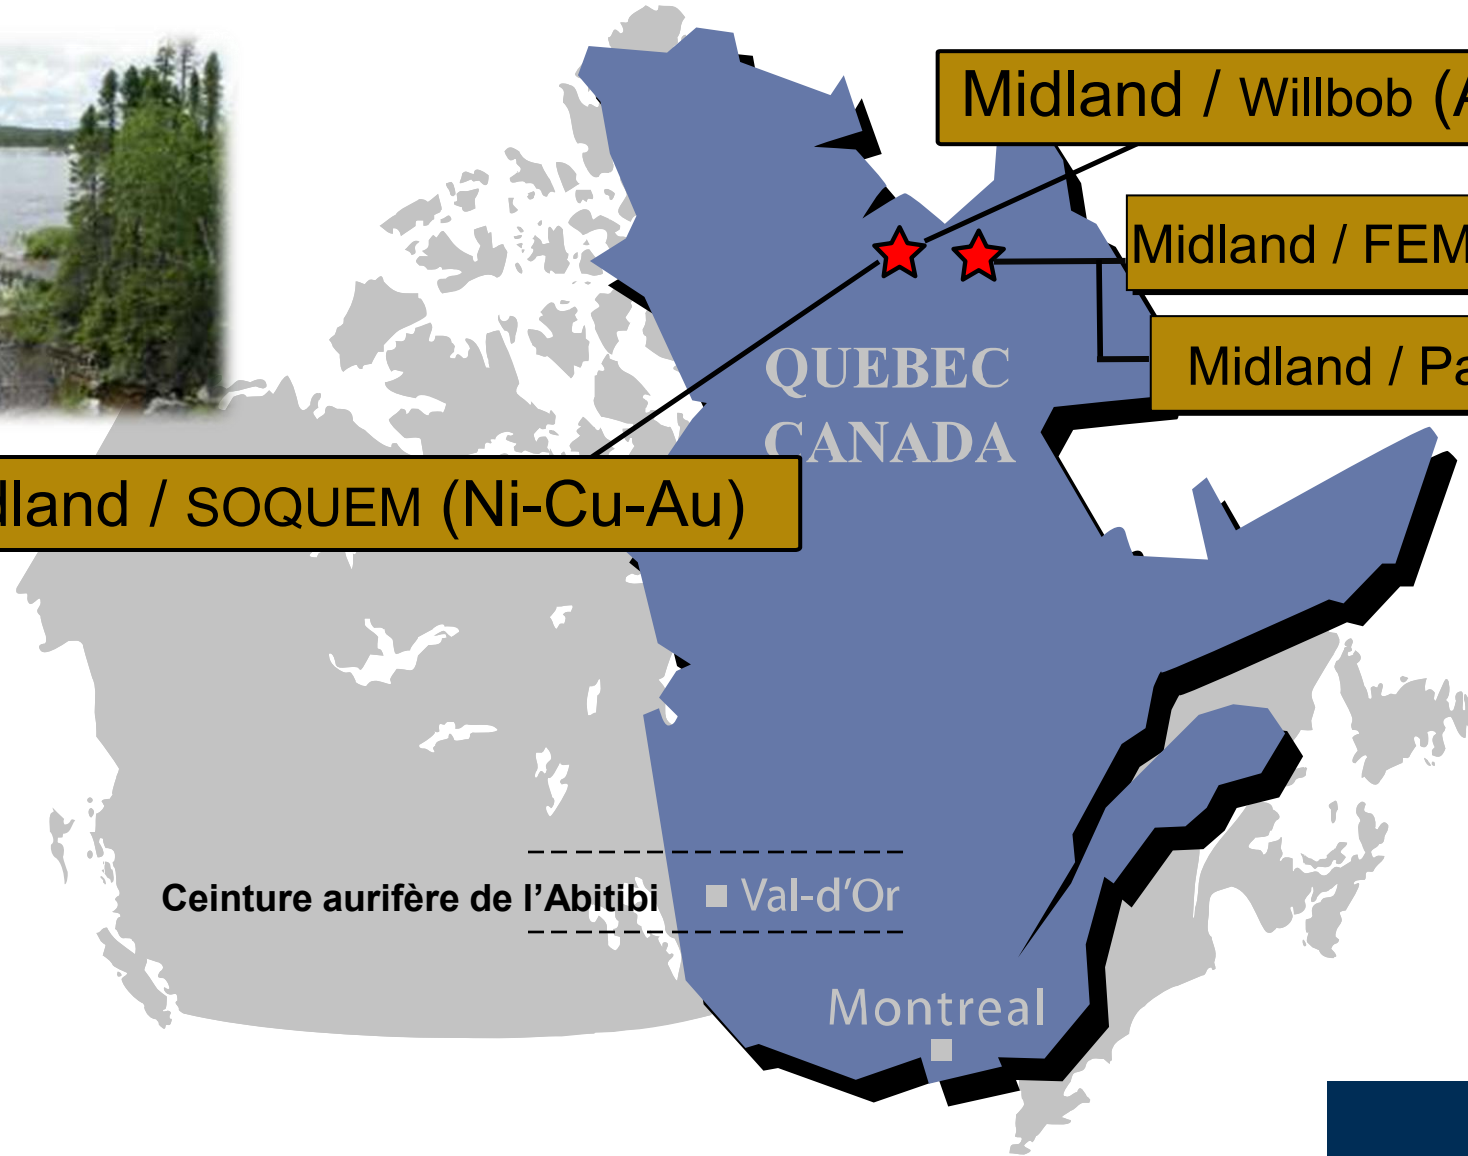 Midland / Willbob (A
Midland / FEM
Midland / Pa
QUEBEC
CANADA
dland / SOQUEM (Ni-Cu-Au)
Ceinture aurifère de l’Abitibi
Val-d’Or
Montreal